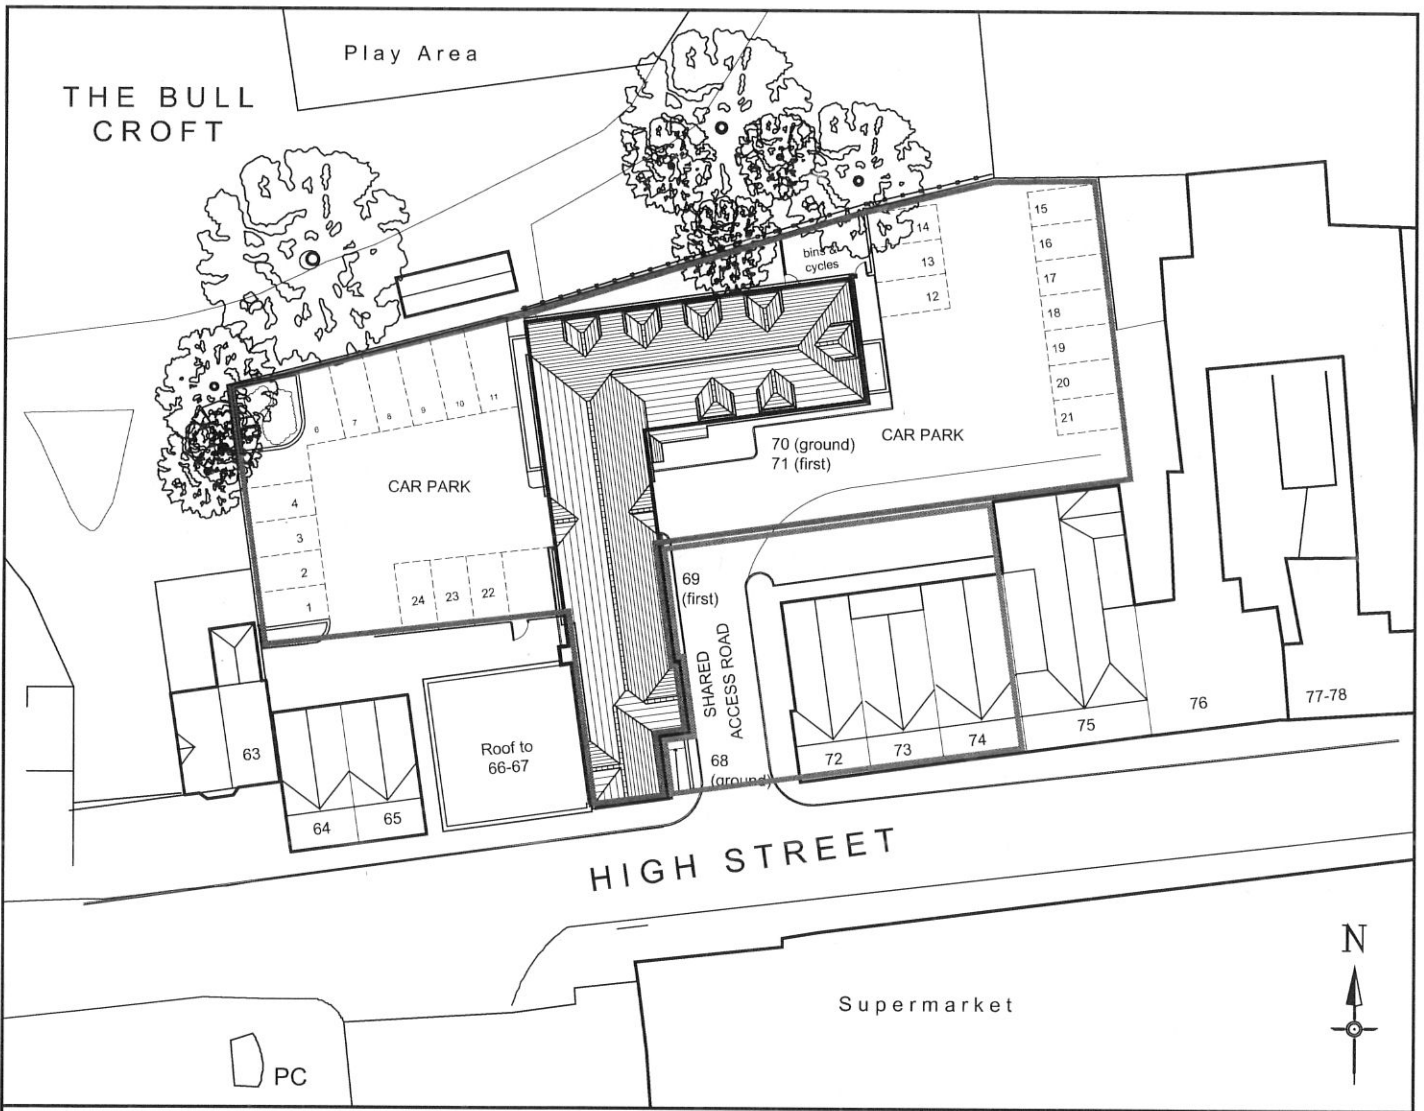 Play Area
THE BULL
CROFT
15
14
bins &
cycles
13
16
12
17
18
19
20
21
6
7
8
9
10
11
70 (ground)
71 (first)
CAR PARK
CAR PARK
4
3
2
1
24
23
22
69
(first)
SHARED
ACCESS ROAD
68
(ground)
63
64
65
Roof to
66-67
72
73
74
75
76
77-78
HIGH STREET
N
Supermarket
PC